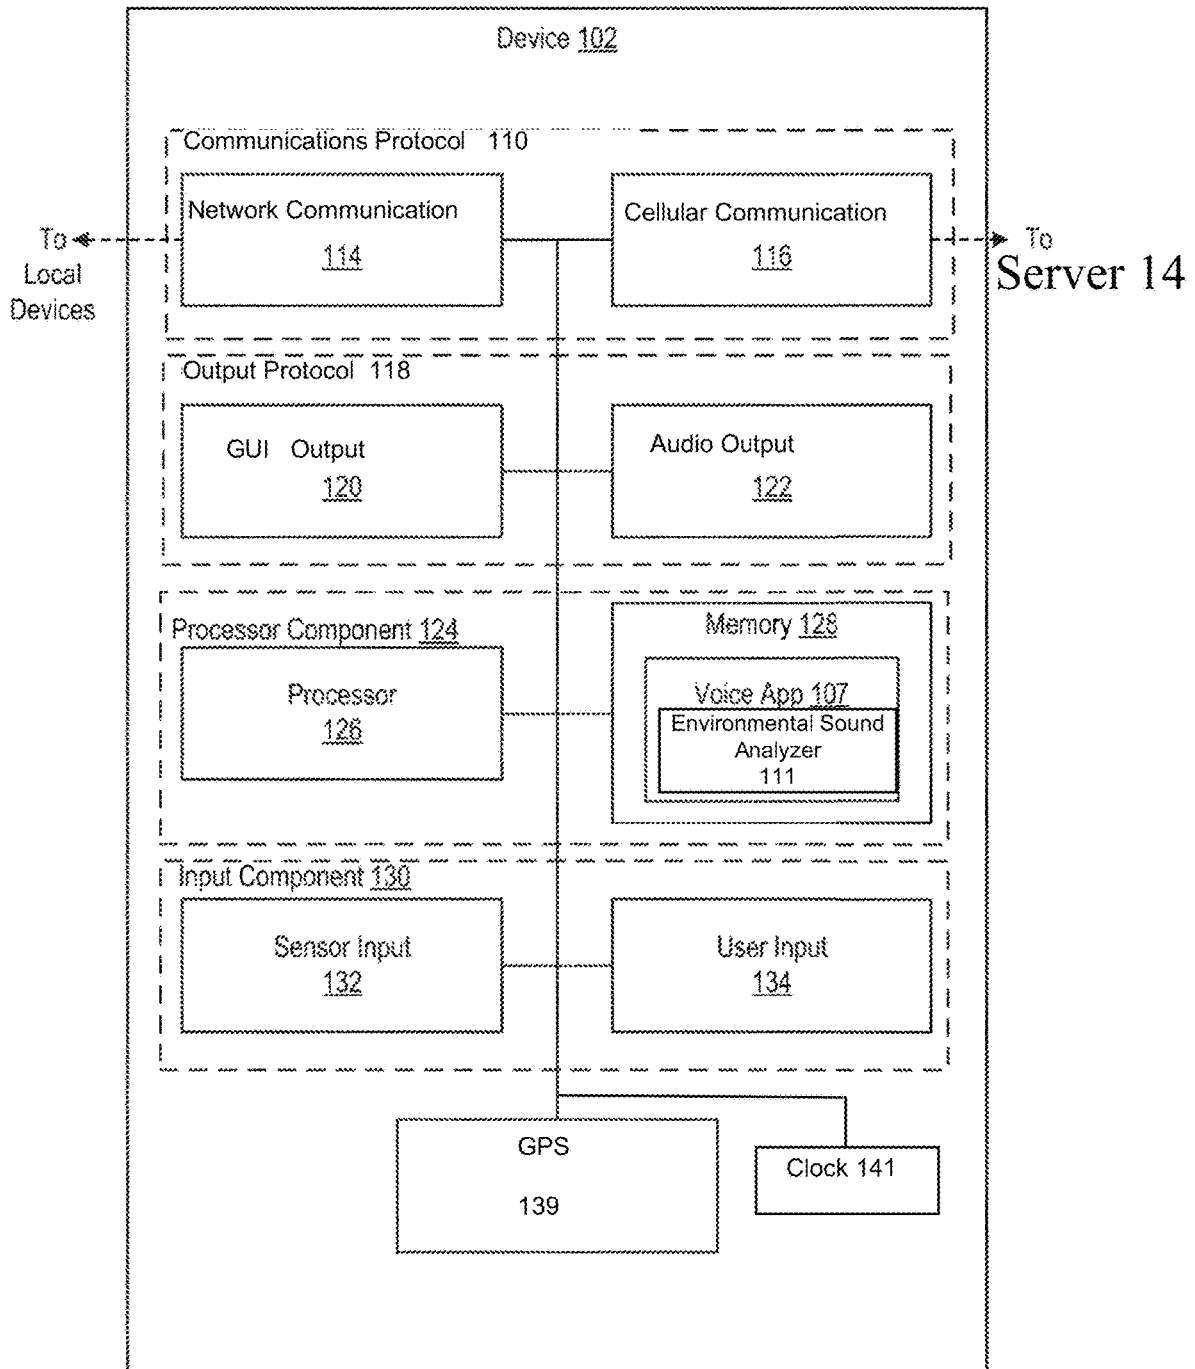 Device 102
Communications Protocol 110
Network Communication
114
Cellular Communication
116
To
Local
Devices
To
Server 14
Output Protocol 118
GUI Output
120
Audio Output
122
Processor Component 124
Processor
126
Memory 128
Voice App 107
Environmental Sound
Analyzer
111
Input Component 130
Sensor Input
132
User Input
134
GPS
139
Clock 141